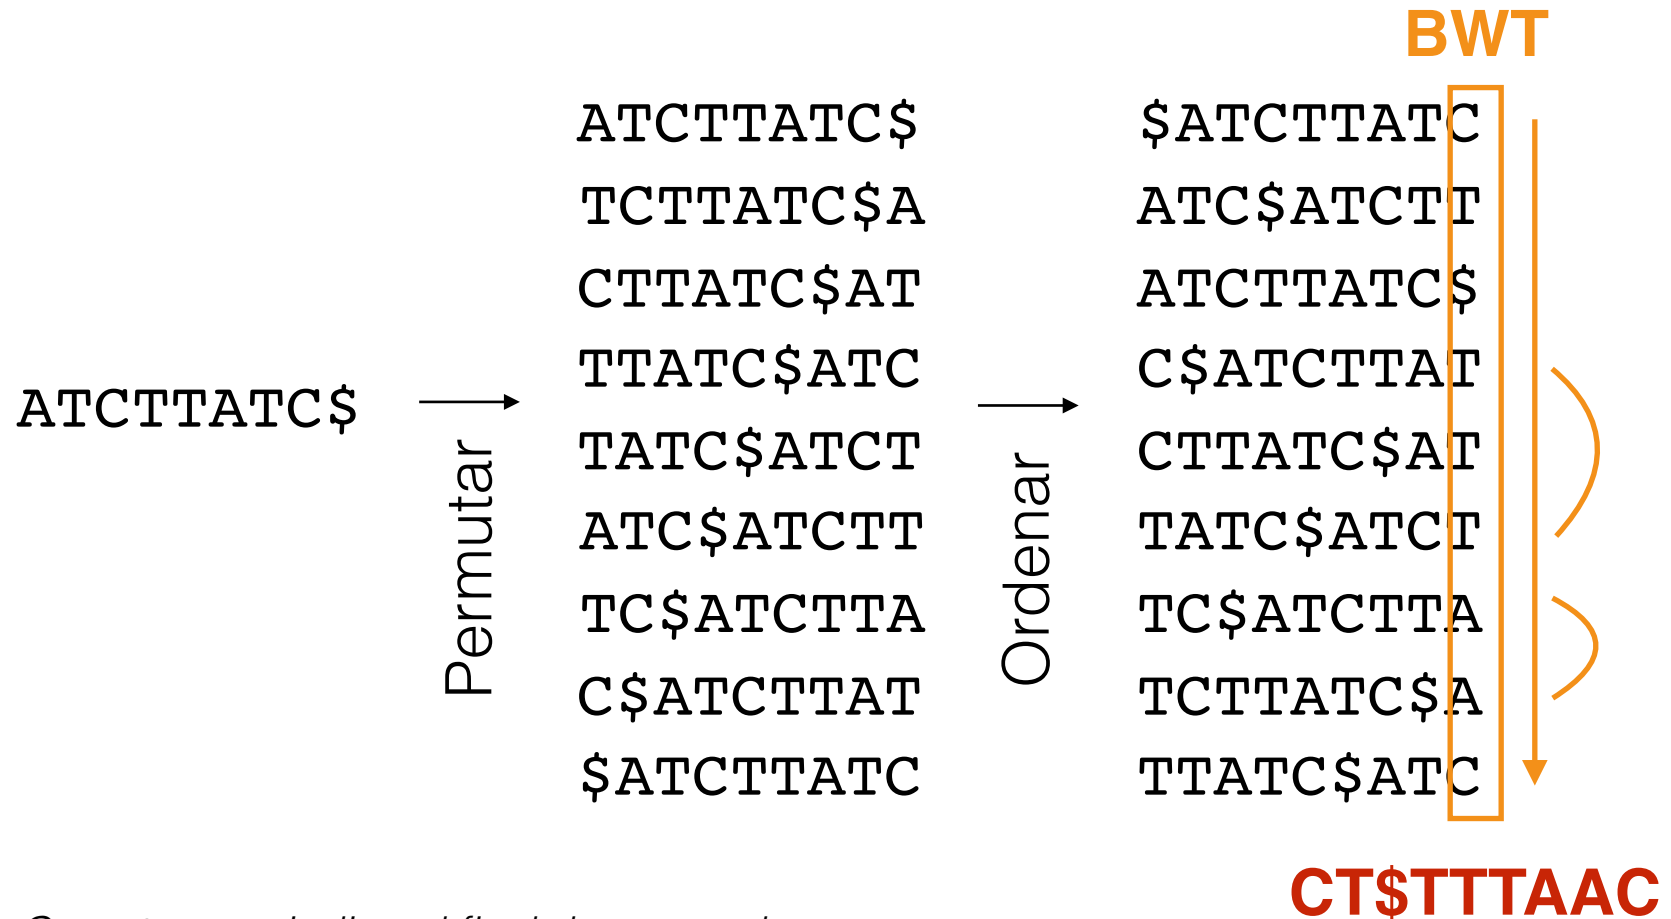 BWT
ATCTTATC$
Permutar
ATCTTATC$
TCTTATC$A
CTTATC$AT
TTATC$ATC
TATC$ATCT
ATC$ATCTT
TC$ATCTTA
C$ATCTTAT
$ATCTTATC
Ordenar
$ATCTTATC
ATC$ATCTT
ATCTTATC$
C$ATCTTAT
CTTATC$AT
TATC$ATCT
TC$ATCTTA
TCTTATC$A
TTATC$ATC
CT$TTTAAC